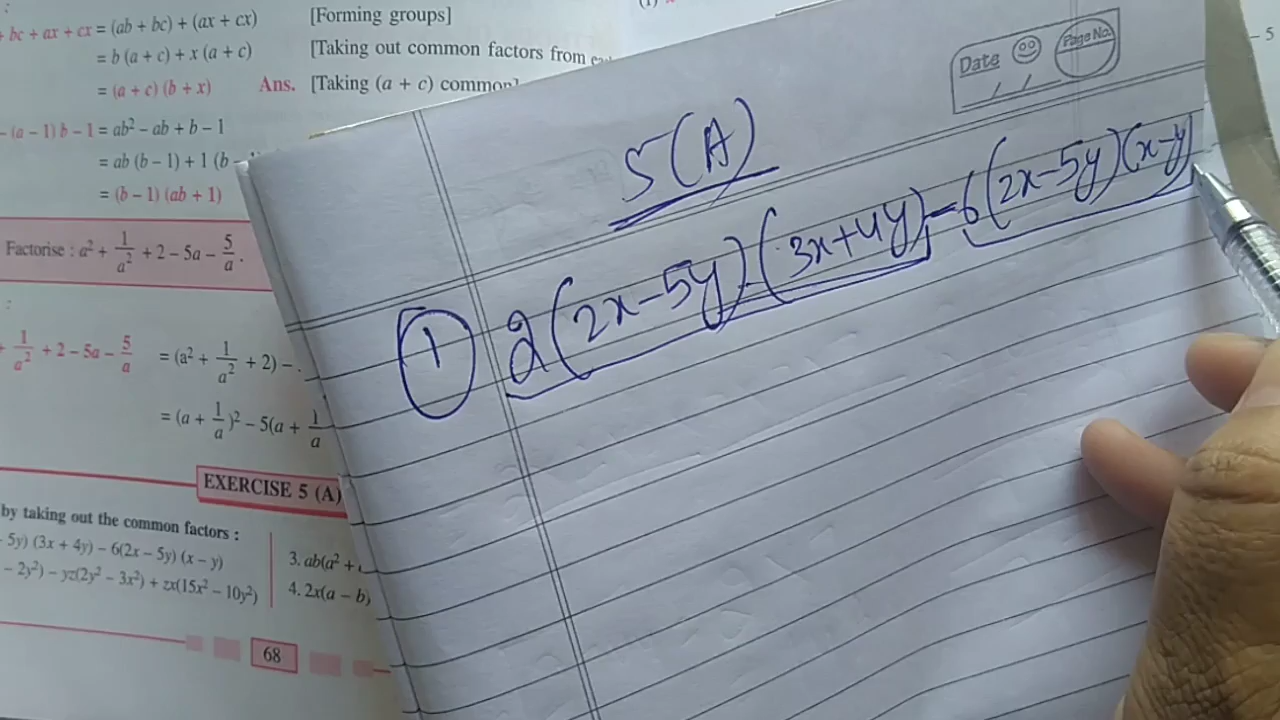 bc + ax + cx = (ab + bc) + (ax + cx) [Forming groups]
= b (a + c) + x (a + c) [Taking out common factors from
= (a + c) (b + x) Ans. [Taking (a + c) common]
- (a - 1) b - 1 = ab² - ab + b - 1
= ab (b - 1) + 1 (b -
= (b - 1) (ab + 1)
Factorise : a² + 1/a² + 2 - 5a - 5/a.
+ 1/a² + 2 - 5a - 5/a = (a² + 1/a² + 2) -
= (a + 1/a)² - 5(a + 1/a
EXERCISE 5 (A)
by taking out the common factors :
5y) (3x + 4y) - 6(2x - 5y) (x - y)
- 2y²) - yz(2y² - 3x²) + zx(15x² - 10y²)
3. ab(a² +
4. 2x(a - b)
68
Date
Page No.
5(A)
1 2(2x-5y)(3x+4y)-6(2x-5y)(x-y)
- 5